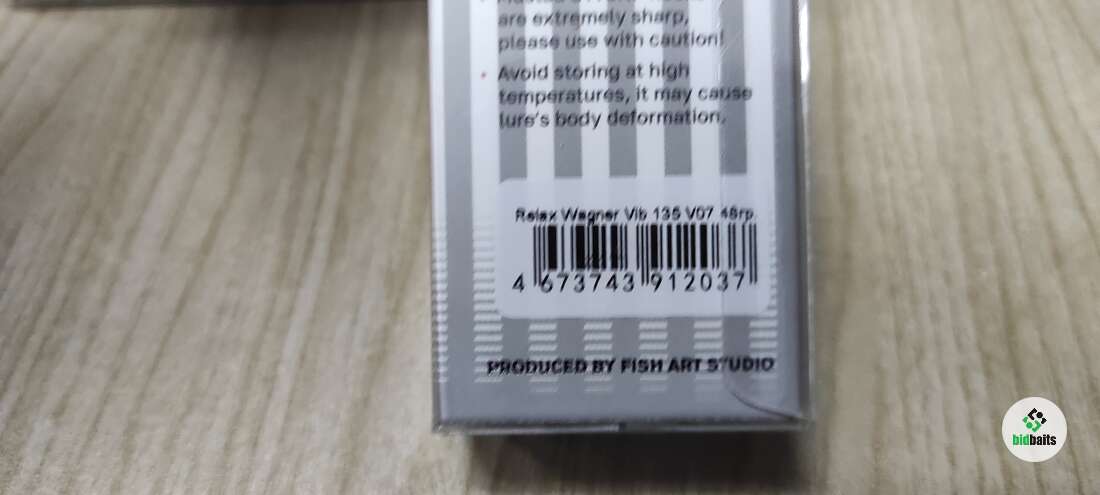 are extremely sharp,
please use with caution!
Avoid storing at high
temperatures, it may cause
lure's body deformation.
Relax Wagner Vib 135 V07 48гр.
4 673743 912037
PRODUCED BY FISH ART STUDIO
bidbaits